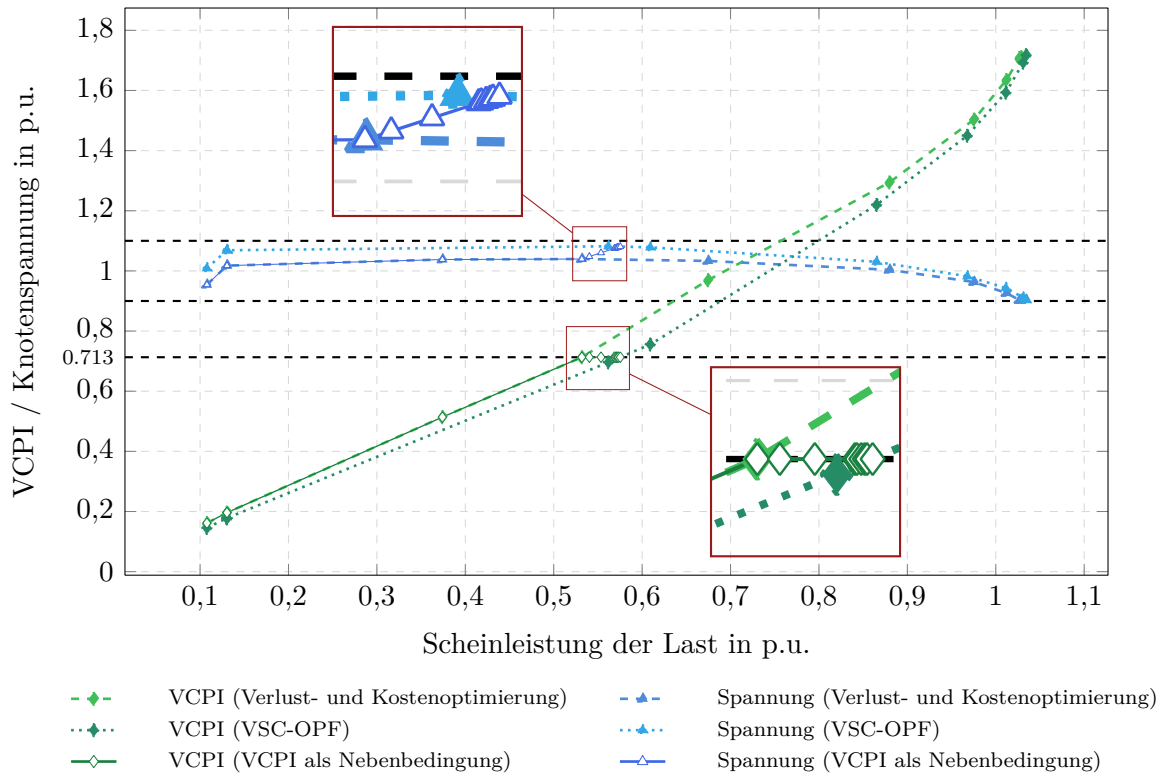 1,8
1,6
1,4
1,2
1
0,8
0.713
0,6
0,4
0,2
0
VCPI / Knotenspannung in p.u.
0,1 0,2 0,3 0,4 0,5 0,6 0,7 0,8 0,9 1 1,1
Scheinleistung der Last in p.u.
VCPI (Verlust- und Kostenoptimierung) Spannung (Verlust- und Kostenoptimierung)
VCPI (VSC-OPF) Spannung (VSC-OPF)
VCPI (VCPI als Nebenbedingung) Spannung (VCPI als Nebenbedingung)